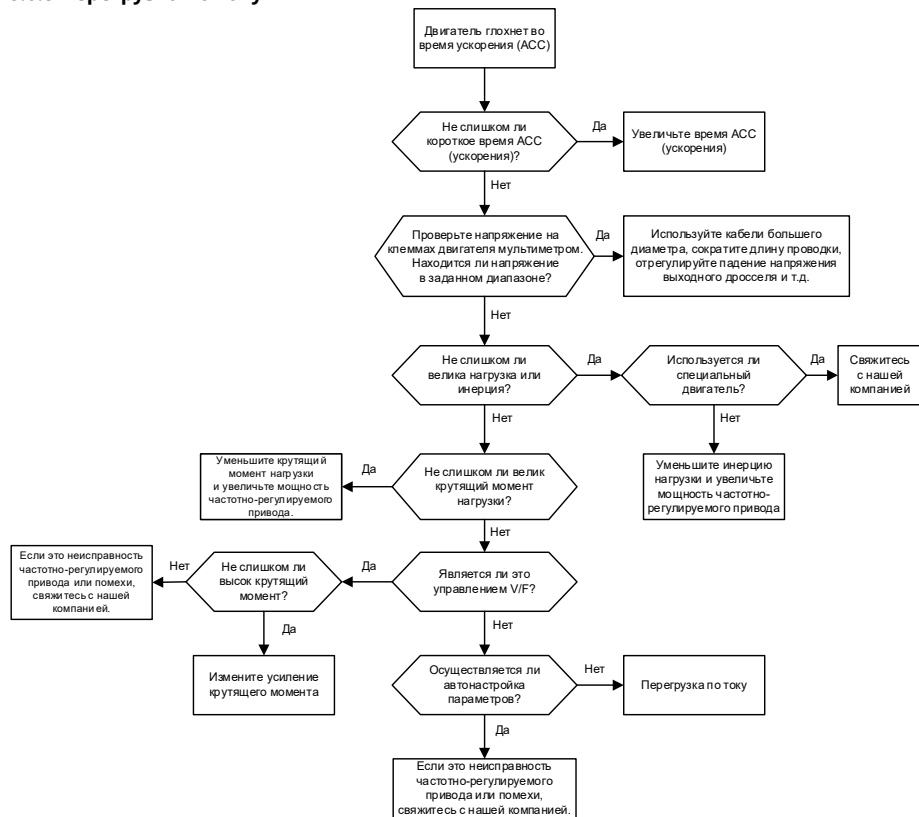 Двигатель глохнет во
время ускорения (ACC)
Не слишком ли
короткое время ACC
(ускорения)?
Да
Увеличьте время ACC
(ускорения)
Нет
Проверьте напряжение на
клеммах двигателя мультиметром.
Находится ли напряжение
в заданном диапазоне?
Да
Используйте кабели большего
диаметра, сократите длину проводки,
отрегулируйте падение напряжения
выходного дросселя и т.д.
Нет
Не слишком ли
велика нагрузка или
инерция?
Да
Используется ли
специальный
двигатель?
Да
Свяжитесь
с нашей
компанией
Нет
Нет
Уменьшите крутящий
момент нагрузки
и увеличьте мощность
частотно-регулируемого
привода.
Да
Не слишком ли велик
крутящий момент
нагрузки?
Уменьшите инерцию
нагрузки и увеличьте
мощность частотно-
регулируемого привода
Нет
Если это неисправность
частотно-регулируемого
привода или помехи,
свяжитесь с нашей
компанией.
Нет
Не слишком ли
высок крутящий
момент?
Да
Является ли это
управлением V/F?
Да
Нет
Измените усиление
крутящего момента
Осуществляется ли
автонастройка
параметров?
Нет
Перегрузка по току
Да
Если это неисправность
частотно-регулируемого
привода или помехи,
свяжитесь с нашей компанией.